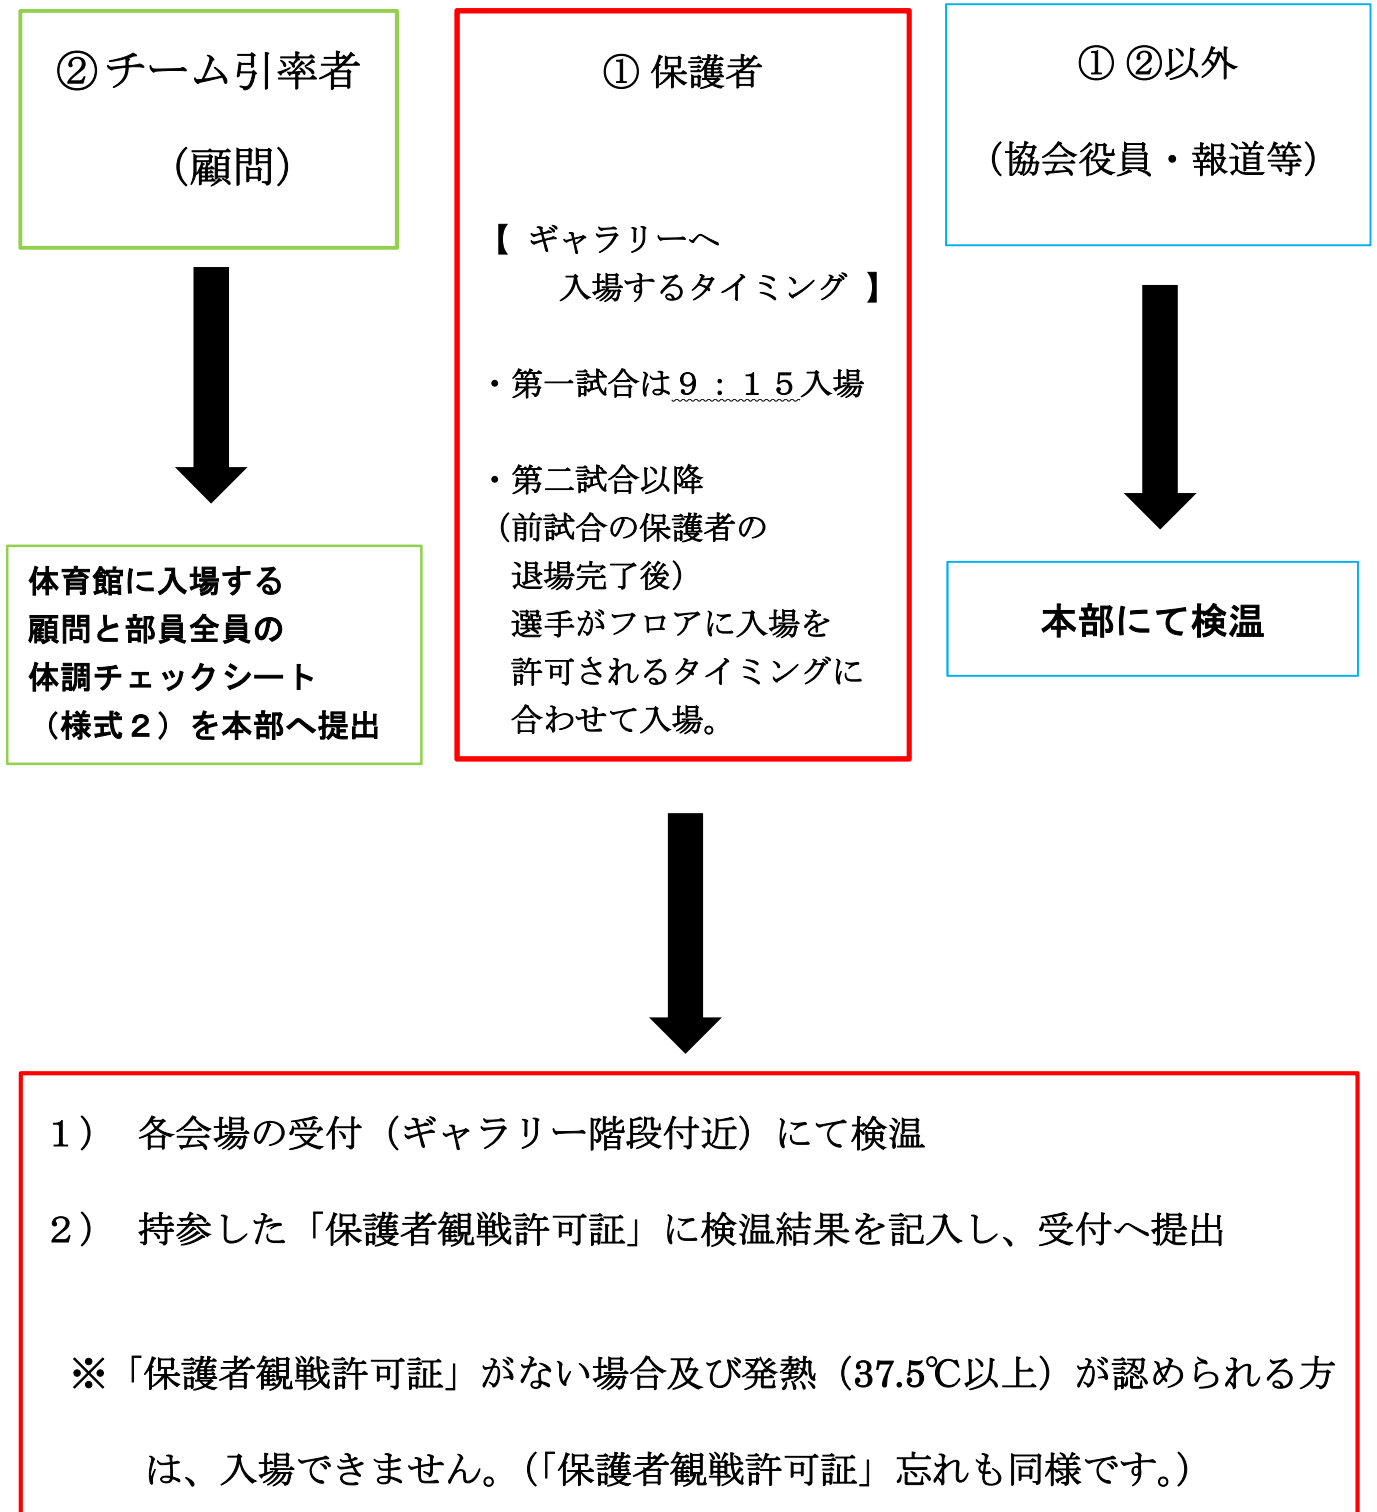 ②チーム引率者
（顧問）
体育館に入場する
顧問と部員全員の
体調チェックシート
（様式２）を本部へ提出
① 保護者
【 ギャラリーへ
入場するタイミング 】
・第一試合は９：１５入場
・第二試合以降
（前試合の保護者の
退場完了後）
選手がフロアに入場を
許可されるタイミングに
合わせて入場。
① ②以外
（協会役員・報道等）
本部にて検温
１） 各会場の受付（ギャラリー階段付近）にて検温
２） 持参した「保護者観戦許可証」に検温結果を記入し、受付へ提出
※「保護者観戦許可証」がない場合及び発熱（37.5℃以上）が認められる方
は、入場できません。（「保護者観戦許可証」忘れも同様です。）